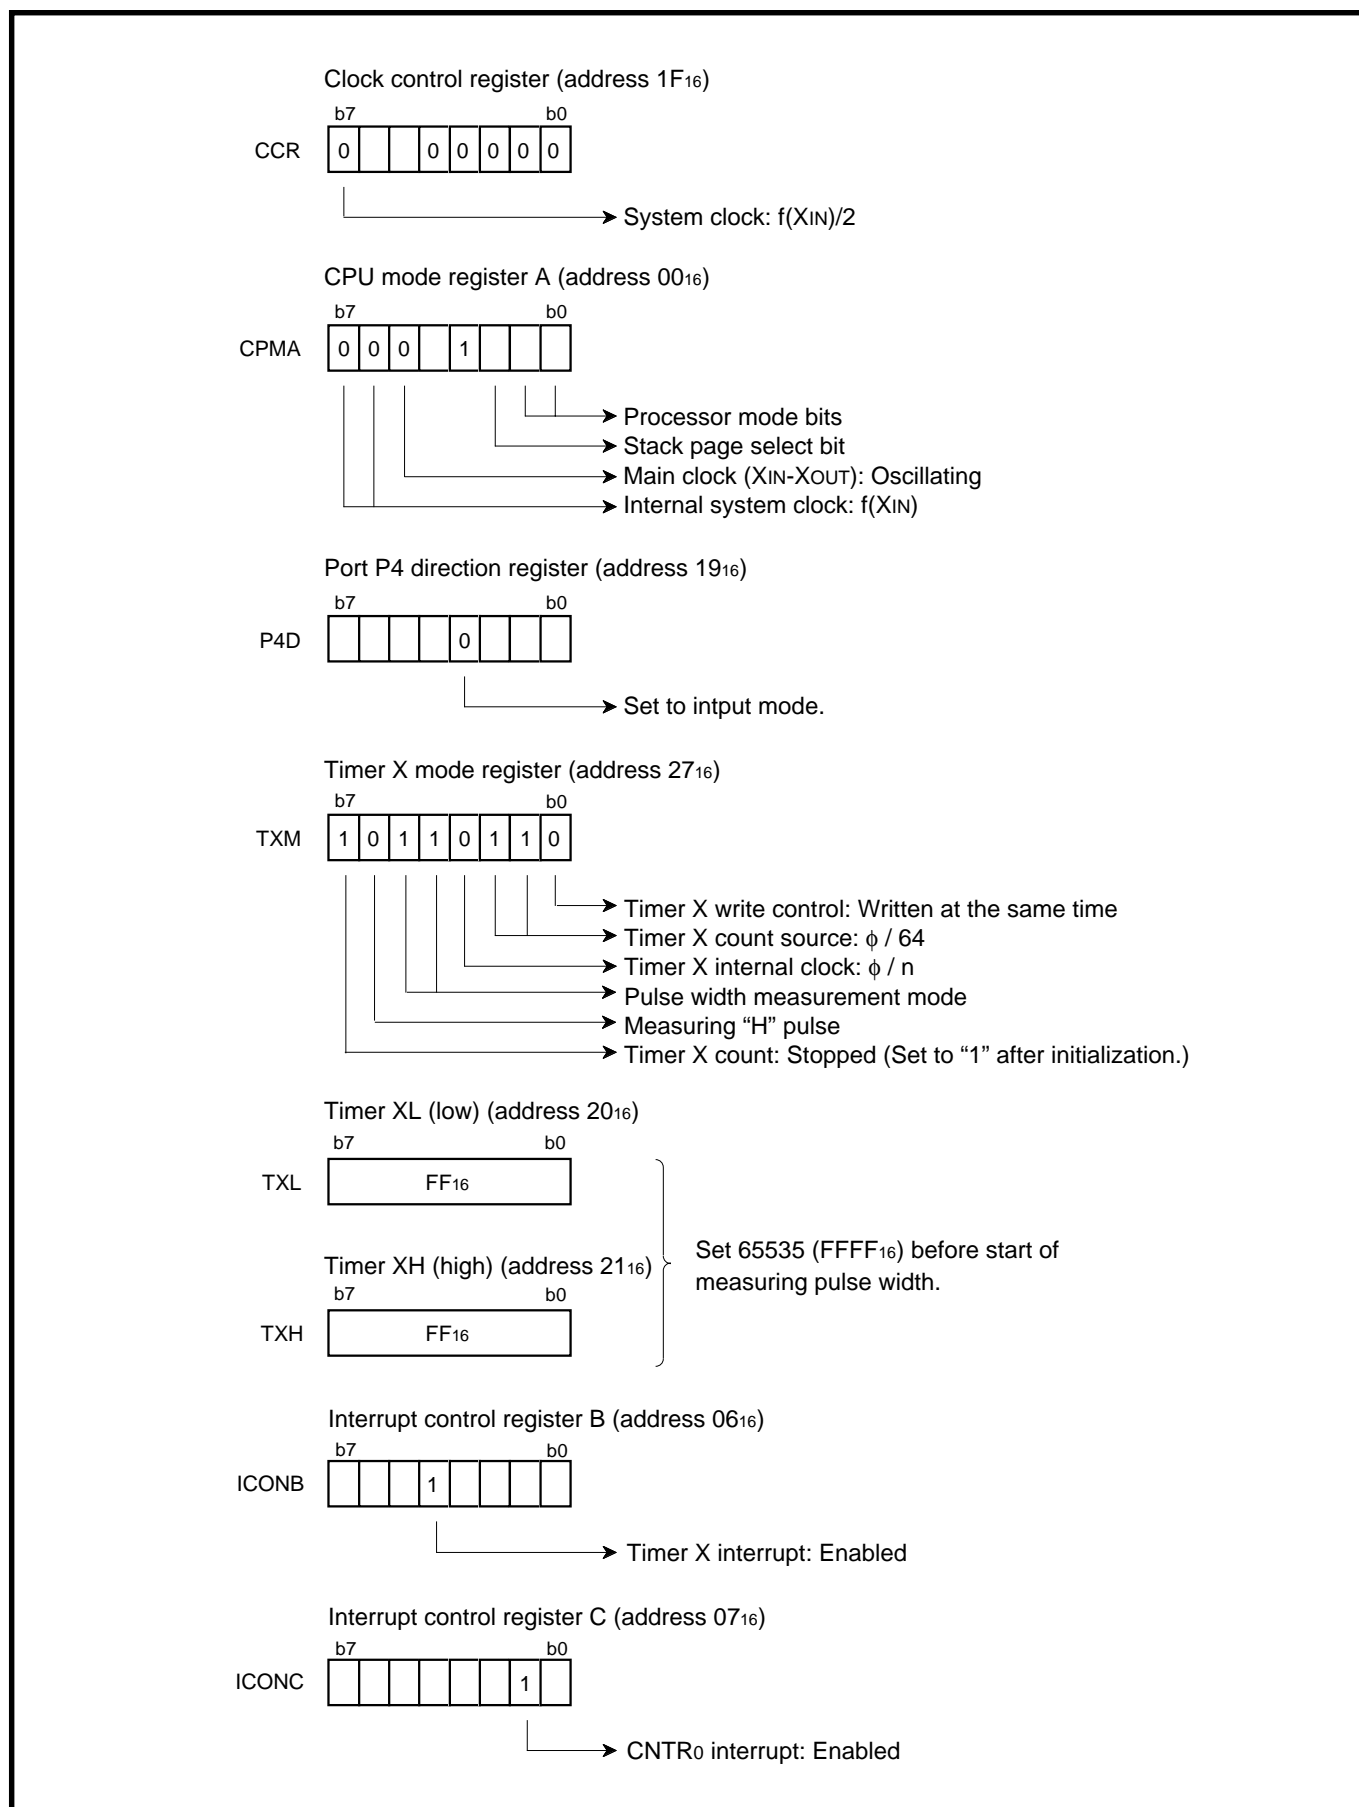 Clock control register (address 1F16)
b7 b0
CCR 0 0 0 0 0 0
System clock: f(XIN)/2
CPU mode register A (address 0016)
b7 b0
CPMA 0 0 0 1
Processor mode bits
Stack page select bit
Main clock (XIN-XOUT): Oscillating
Internal system clock: f(XIN)
Port P4 direction register (address 1916)
b7 b0
P4D 0
Set to intput mode.
Timer X mode register (address 2716)
b7 b0
TXM 1 0 1 1 0 1 1 0
Timer X write control: Written at the same time
Timer X count source: ϕ / 64
Timer X internal clock: ϕ / n
Pulse width measurement mode
Measuring “H” pulse
Timer X count: Stopped (Set to “1” after initialization.)
Timer XL (low) (address 2016)
b7 b0
TXL FF16
Timer XH (high) (address 2116)
b7 b0
TXH FF16
Set 65535 (FFFF16) before start of
measuring pulse width.
Interrupt control register B (address 0616)
b7 b0
ICONB 1
Timer X interrupt: Enabled
Interrupt control register C (address 0716)
b7 b0
ICONC 1
CNTR0 interrupt: Enabled